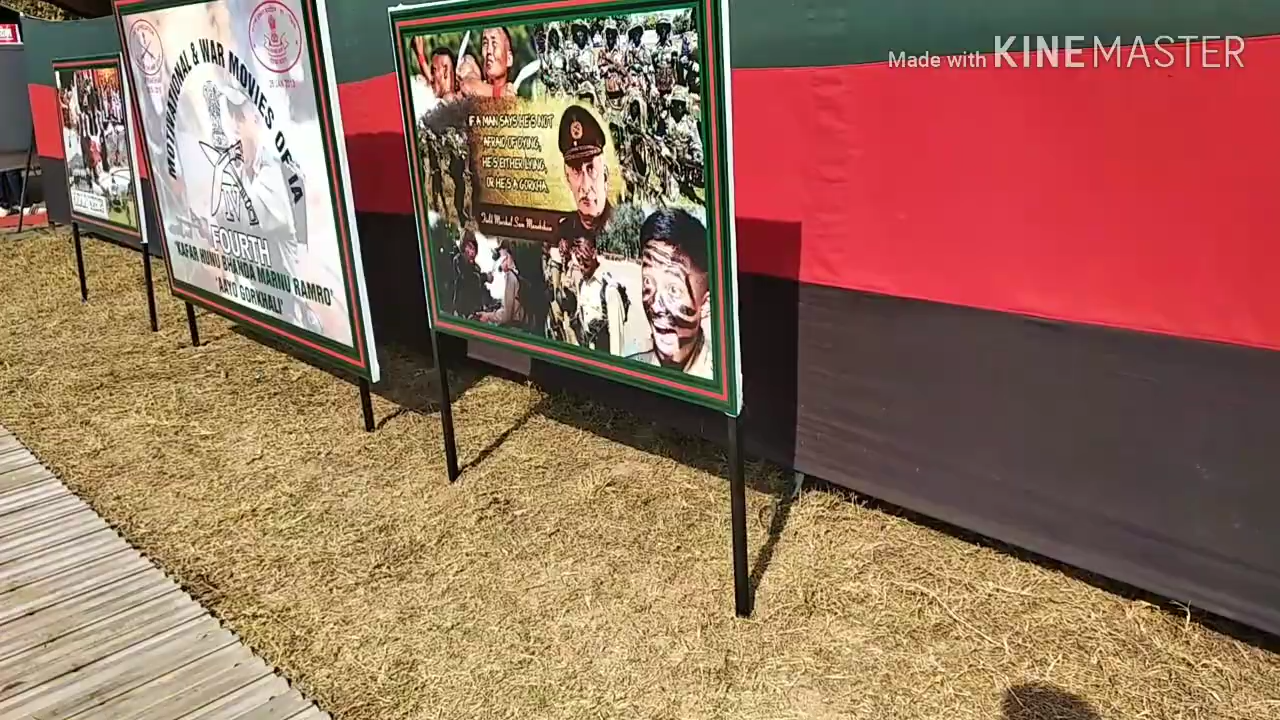 Made with KINEMASTER
MOTIVATIONAL & WAR MOVIES OF IA
FOURTH
'KAFAR HUNU BHANDA MARNU RAMRO'
'AAYO GORKHALI'
IF A MAN SAYS HE'S NOT
AFRAID OF DYING,
HE'S EITHER LYING
OR HE'S A GORKHA.
Field Marshal Sam Manekshaw